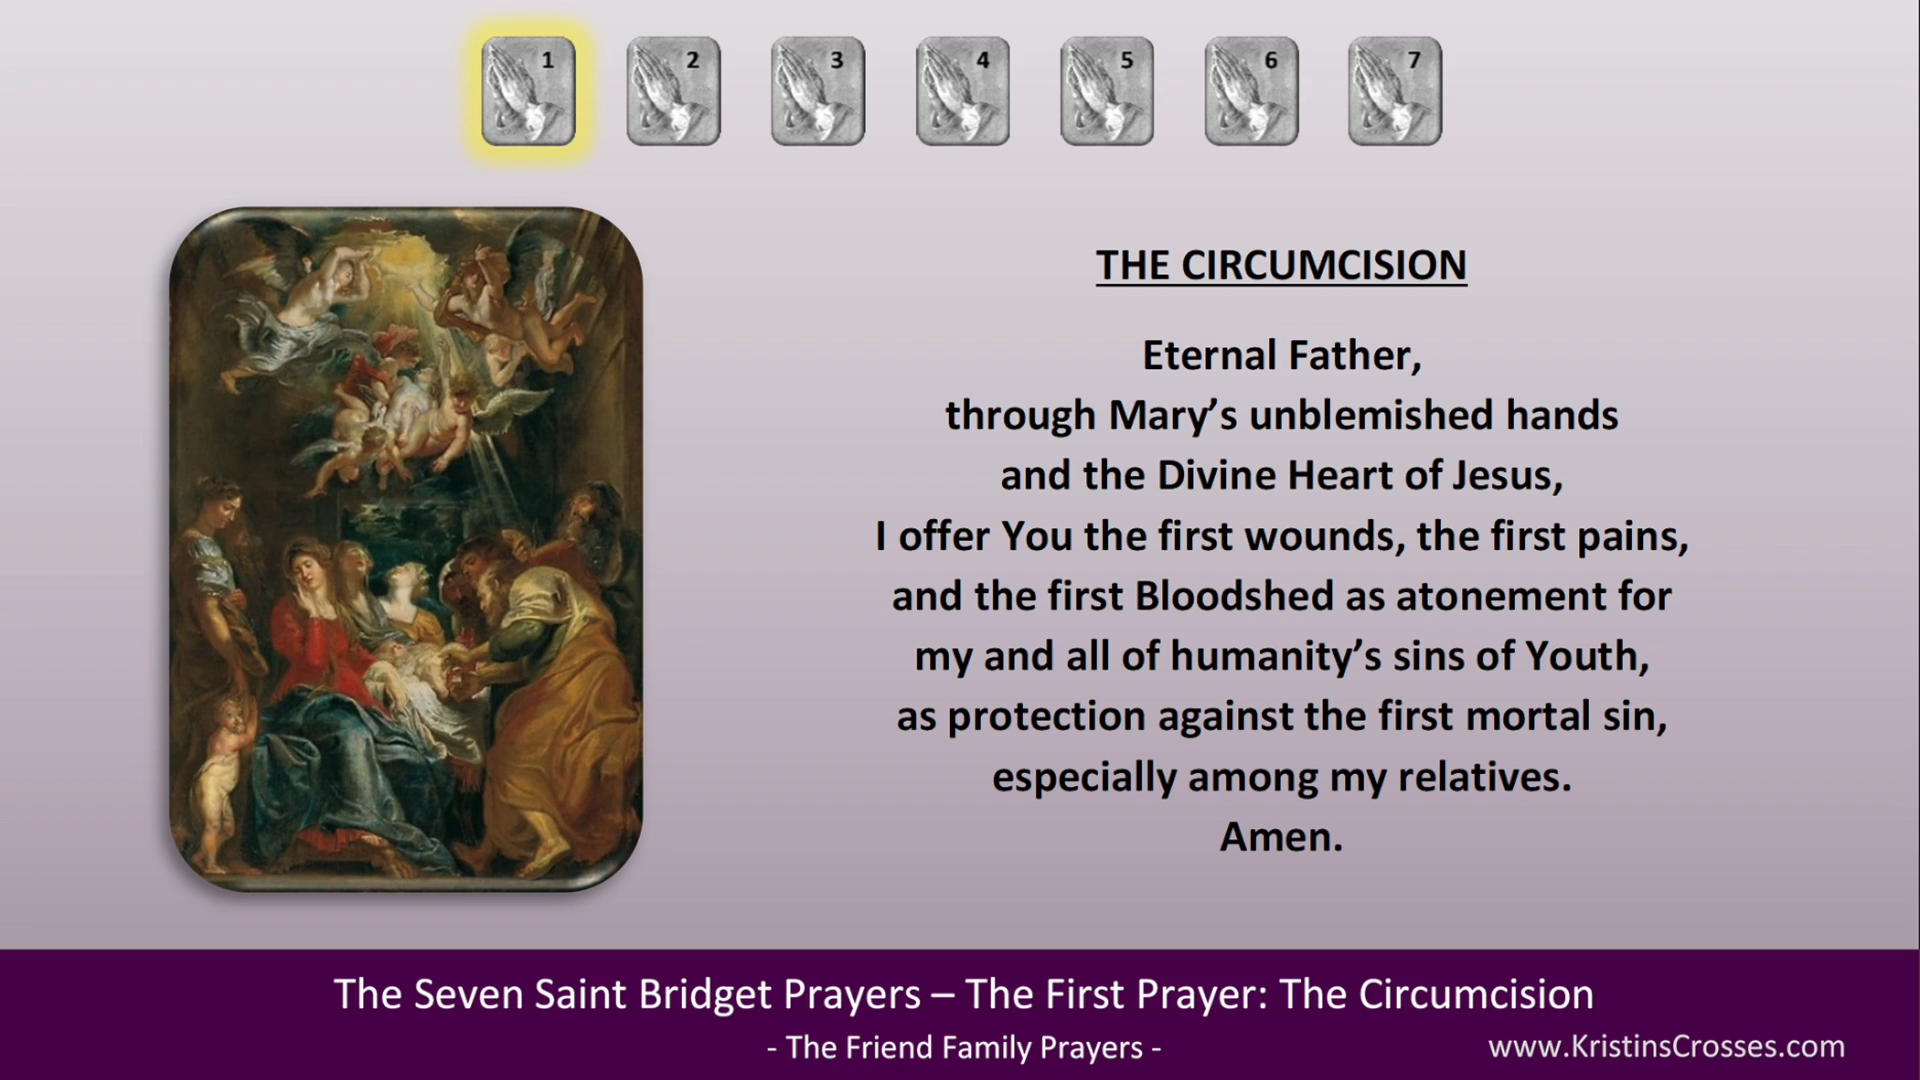 1 2 3 4 5 6 7
THE CIRCUMCISION
Eternal Father,
through Mary’s unblemished hands
and the Divine Heart of Jesus,
I offer You the first wounds, the first pains,
and the first Bloodshed as atonement for
my and all of humanity’s sins of Youth,
as protection against the first mortal sin,
especially among my relatives.
Amen.
The Seven Saint Bridget Prayers – The First Prayer: The Circumcision
- The Friend Family Prayers -
www.KristinsCrosses.com